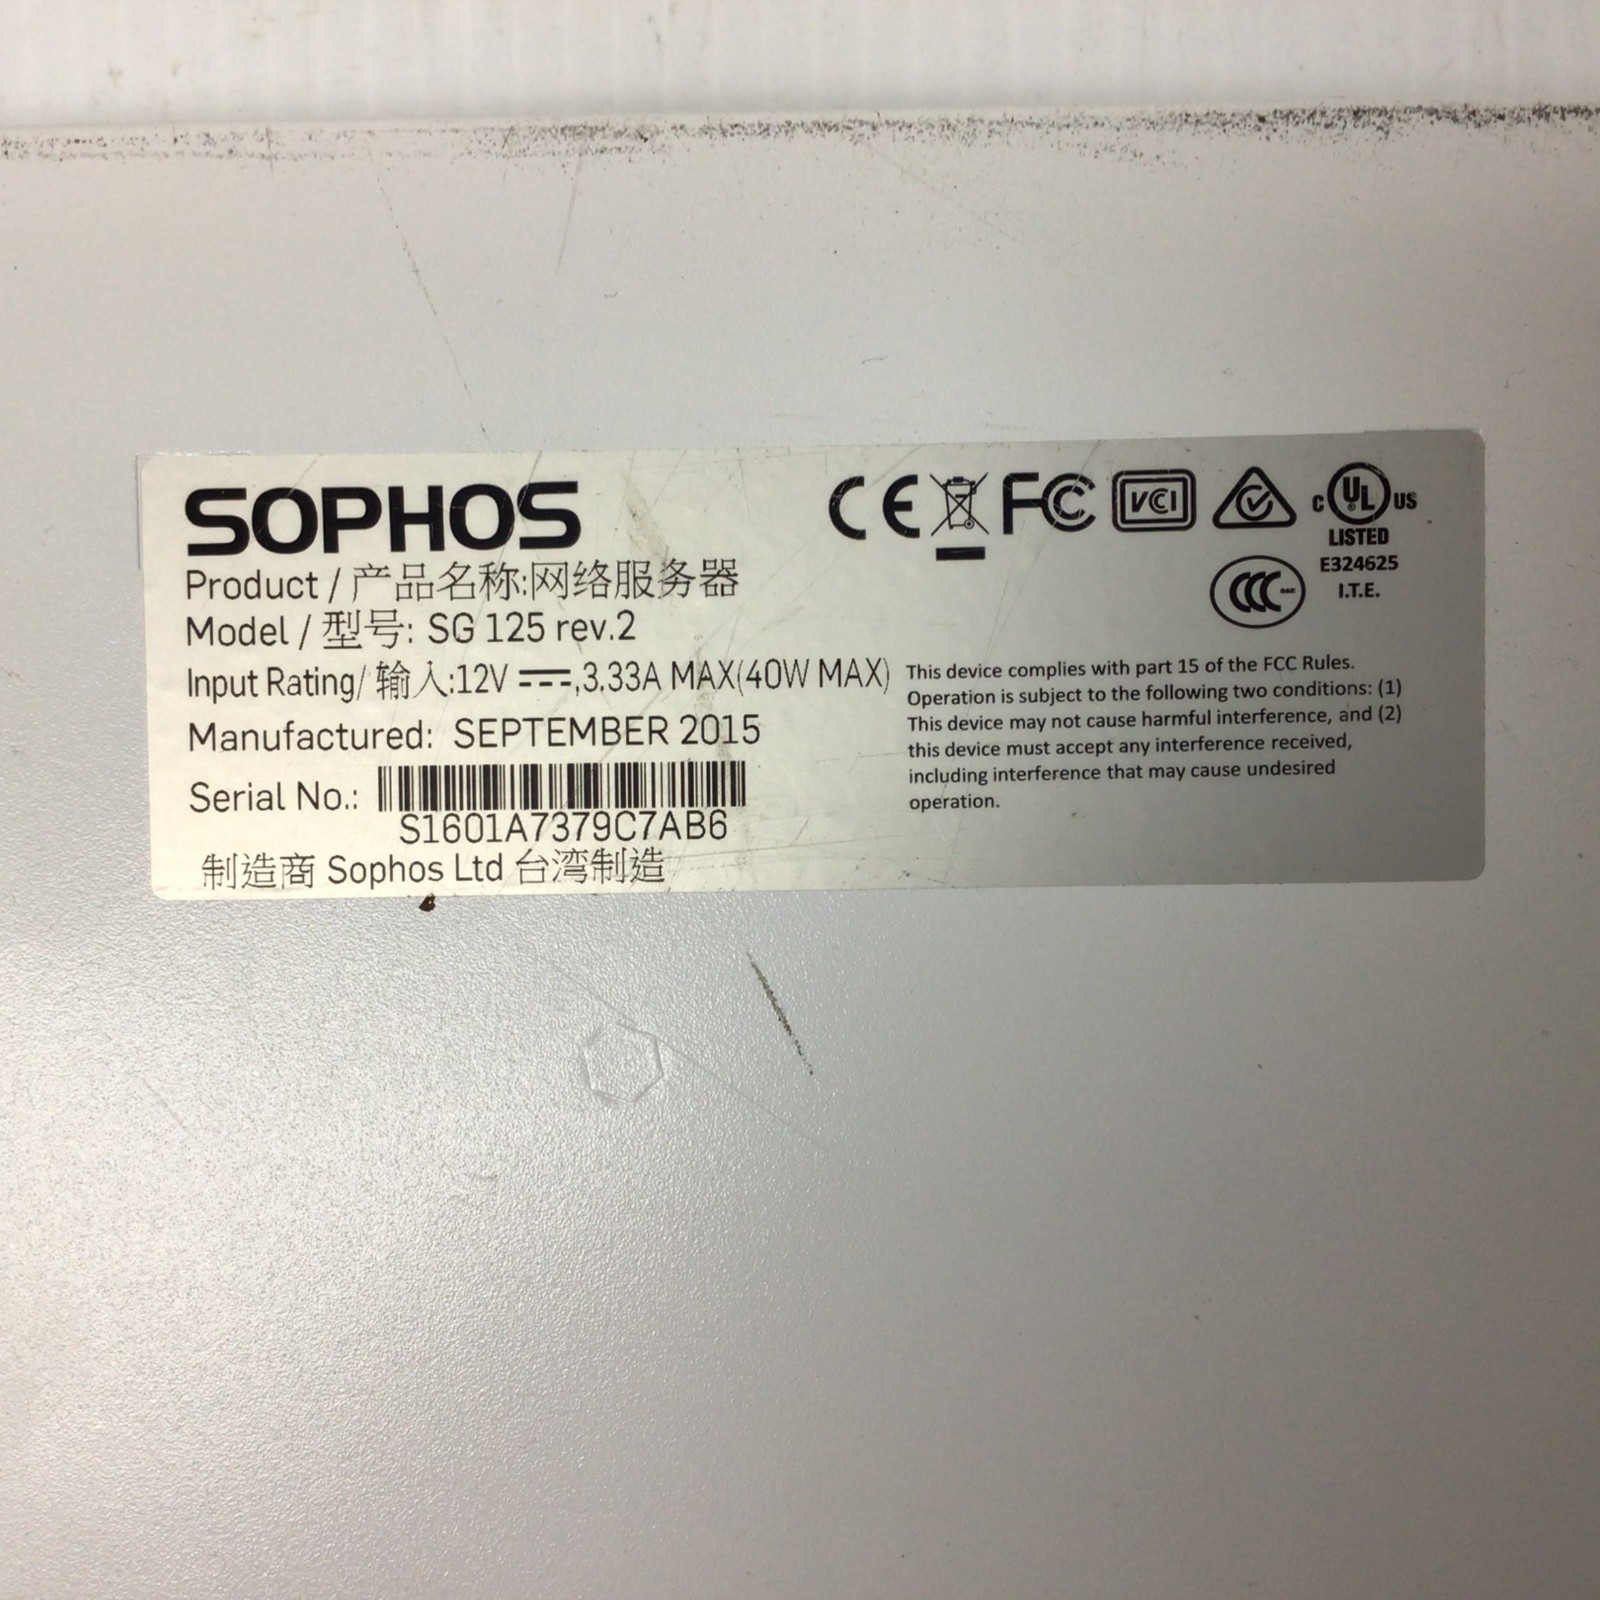 SOPHOS
Product / 产品名称:网络服务器
Model / 型号: SG 125 rev.2
Input Rating/ 输入:12V ⎓,3.33A MAX(40W MAX)
Manufactured: SEPTEMBER 2015
Serial No.:
S1601A7379C7AB6
制造商 Sophos Ltd 台湾制造
CE FC VCI C UL US
LISTED
E324625
I.T.E.
CCC
This device complies with part 15 of the FCC Rules.
Operation is subject to the following two conditions: (1)
This device may not cause harmful interference, and (2)
this device must accept any interference received,
including interference that may cause undesired
operation.